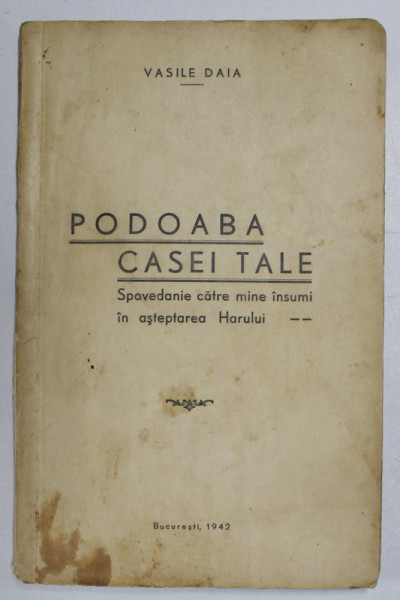 VASILE DAIA
PODOABA
CASEI TALE
Spovedanie către mine însumi
în așteptarea Harului --
București, 1942